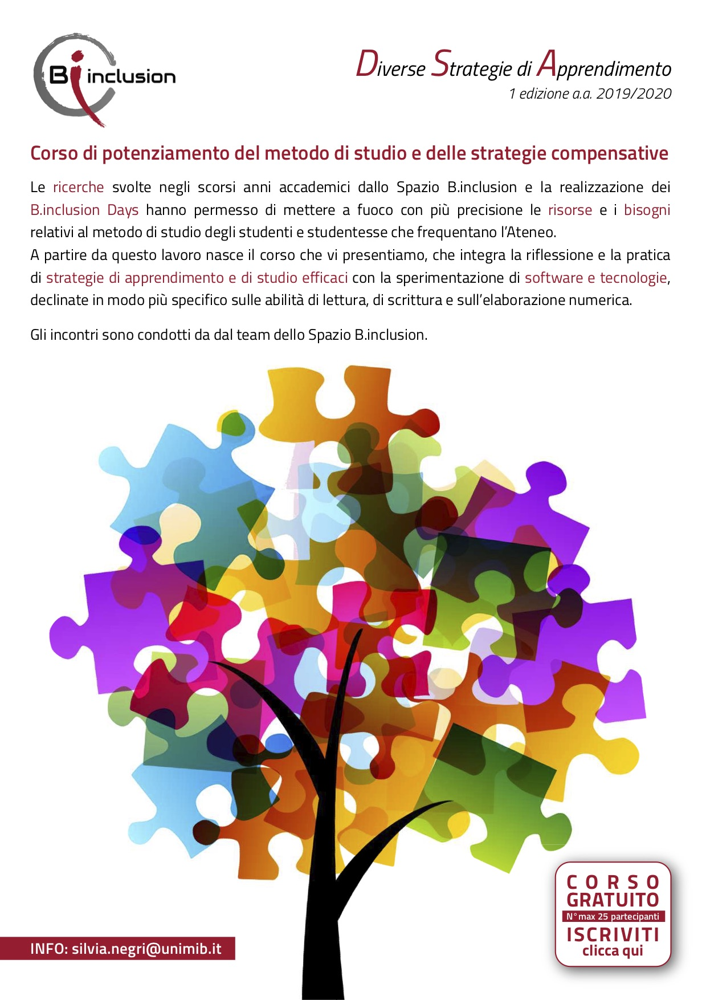 Bi inclusion
Diverse Strategie di Apprendimento
1 edizione a.a. 2019/2020
Corso di potenziamento del metodo di studio e delle strategie compensative
Le ricerche svolte negli scorsi anni accademici dallo Spazio B.inclusion e la realizzazione dei
B.inclusion Days hanno permesso di mettere a fuoco con più precisione le risorse e i bisogni
relativi al metodo di studio degli studenti e studentesse che frequentano l’Ateneo.
A partire da questo lavoro nasce il corso che vi presentiamo, che integra la riflessione e la pratica
di strategie di apprendimento e di studio efficaci con la sperimentazione di software e tecnologie,
declinate in modo più specifico sulle abilità di lettura, di scrittura e sull’elaborazione numerica.
Gli incontri sono condotti da dal team dello Spazio B.inclusion.
CORSO
GRATUITO
N° max 25 partecipanti
ISCRIVITI
clicca qui
INFO: silvia.negri@unimib.it